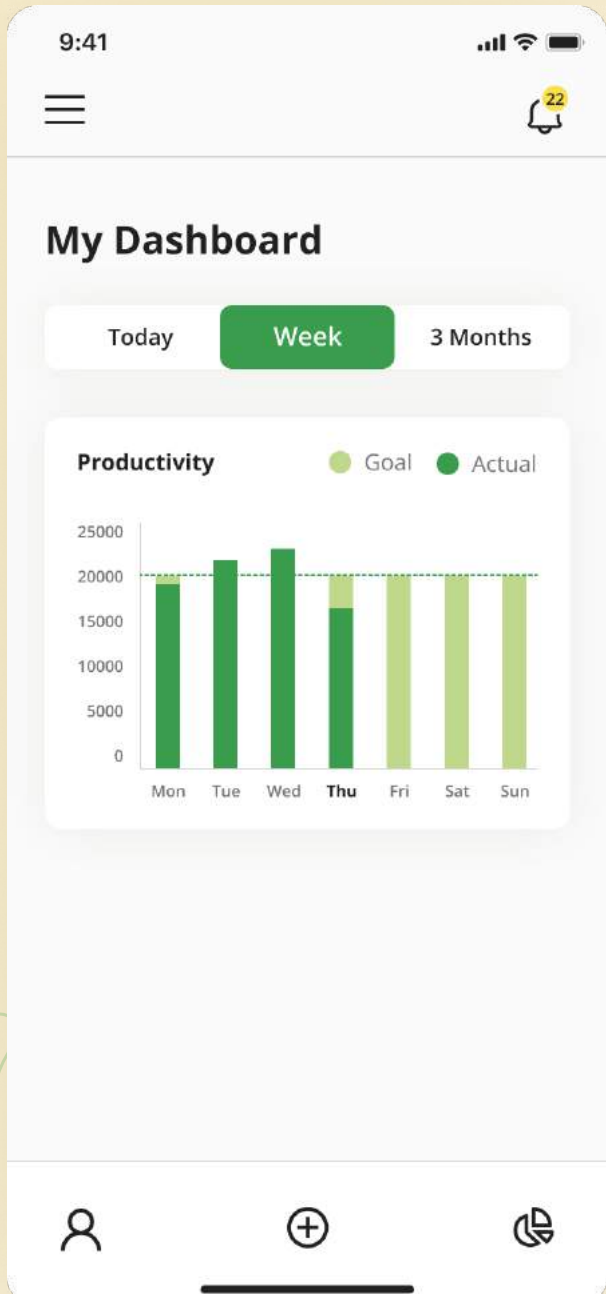 9:41
22
My Dashboard
Today Week 3 Months
Productivity Goal Actual
25000
20000
15000
10000
5000
0
Mon Tue Wed Thu Fri Sat Sun